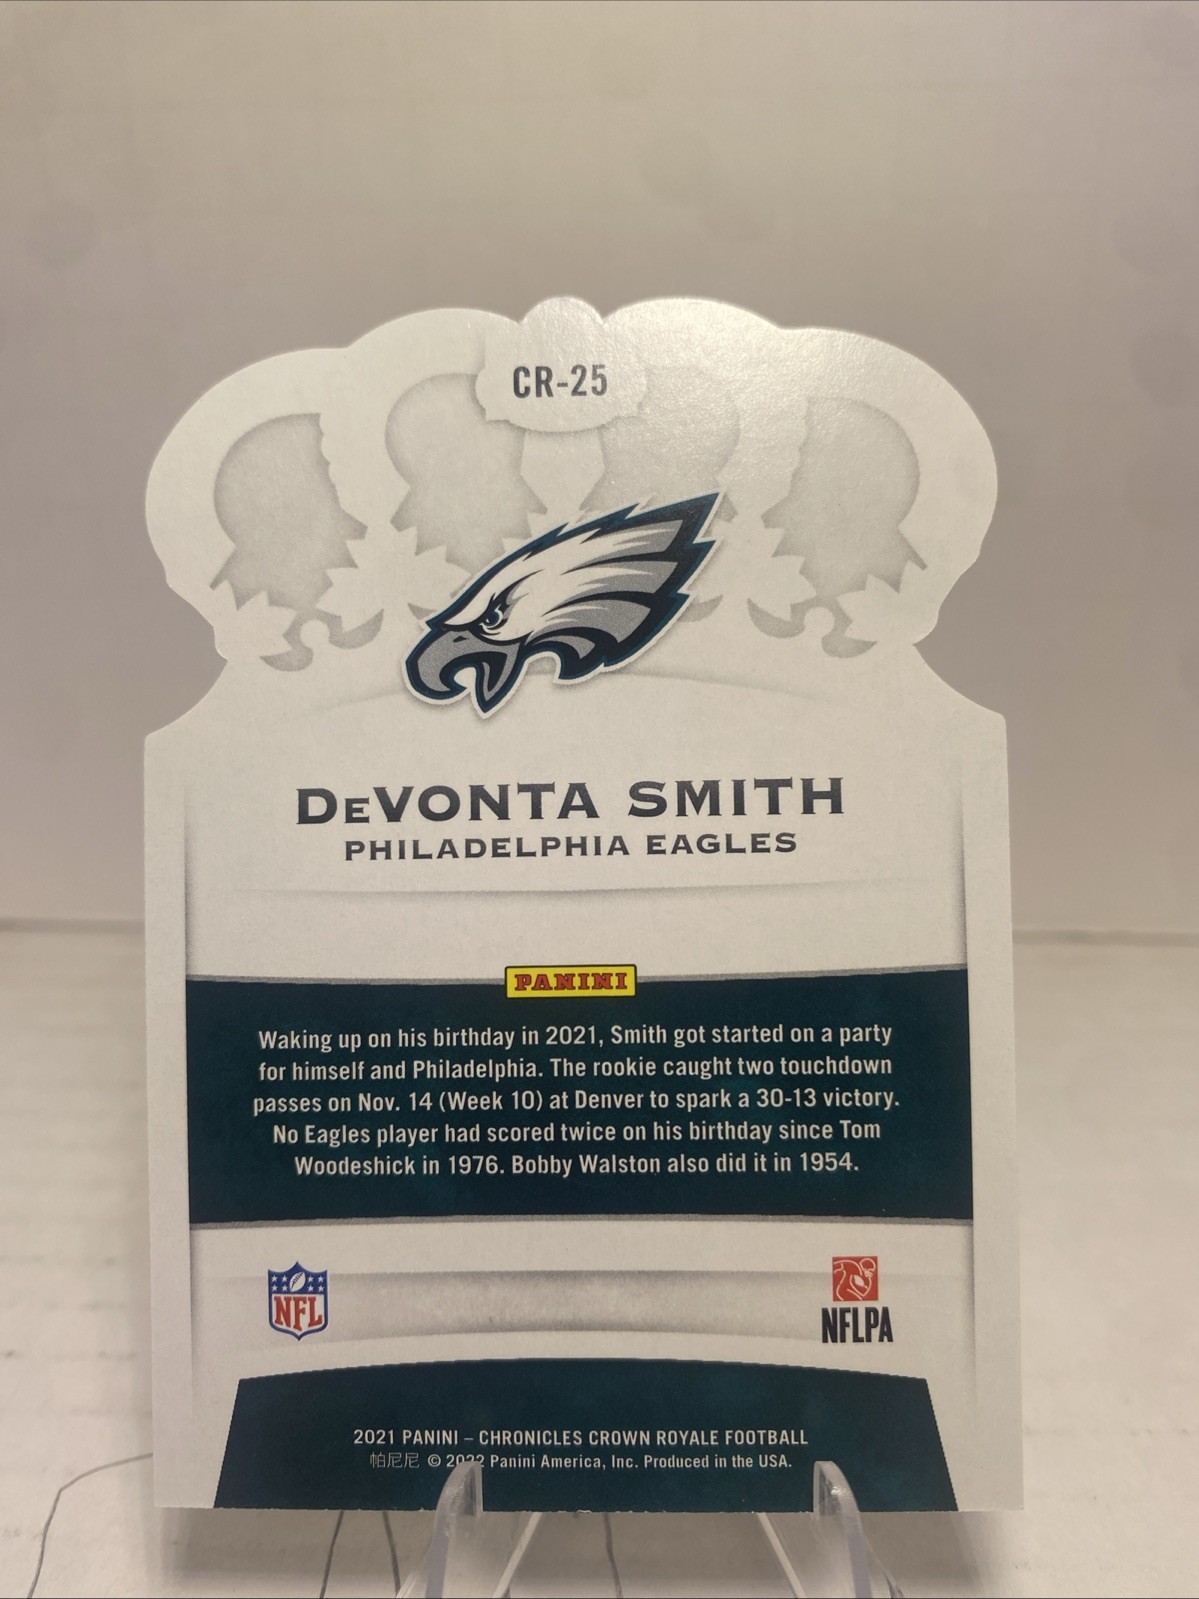 CR-25
DeVONTA SMITH
PHILADELPHIA EAGLES
PANINI
Waking up on his birthday in 2021, Smith got started on a party
for himself and Philadelphia. The rookie caught two touchdown
passes on Nov. 14 (Week 10) at Denver to spark a 30-13 victory.
No Eagles player had scored twice on his birthday since Tom
Woodeshick in 1976. Bobby Walston also did it in 1954.
NFL
NFLPA
2021 PANINI – CHRONICLES CROWN ROYALE FOOTBALL
帕尼尼 © 2022 Panini America, Inc. Produced in the USA.